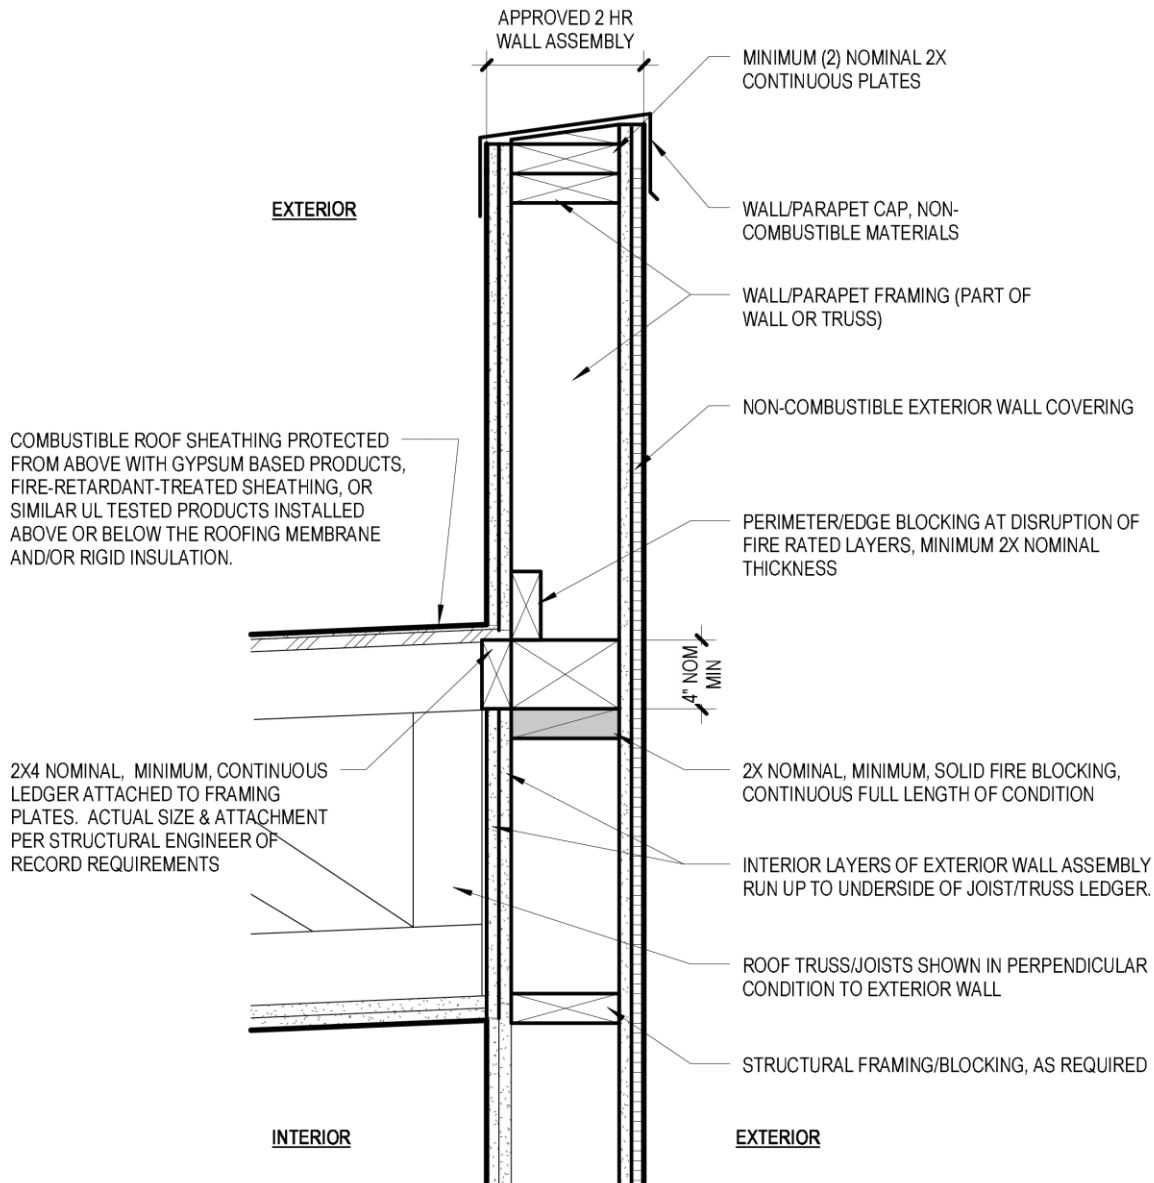 APPROVED 2 HR
WALL ASSEMBLY
MINIMUM (2) NOMINAL 2X
CONTINUOUS PLATES
EXTERIOR
WALL/PARAPET CAP, NON-
COMBUSTIBLE MATERIALS
WALL/PARAPET FRAMING (PART OF
WALL OR TRUSS)
NON-COMBUSTIBLE EXTERIOR WALL COVERING
COMBUSTIBLE ROOF SHEATHING PROTECTED
FROM ABOVE WITH GYPSUM BASED PRODUCTS,
FIRE-RETARDANT-TREATED SHEATHING, OR
SIMILAR UL TESTED PRODUCTS INSTALLED
ABOVE OR BELOW THE ROOFING MEMBRANE
AND/OR RIGID INSULATION.
PERIMETER/EDGE BLOCKING AT DISRUPTION OF
FIRE RATED LAYERS, MINIMUM 2X NOMINAL
THICKNESS
4" NOM
MIN
2X4 NOMINAL, MINIMUM, CONTINUOUS
LEDGER ATTACHED TO FRAMING
PLATES. ACTUAL SIZE & ATTACHMENT
PER STRUCTURAL ENGINEER OF
RECORD REQUIREMENTS
2X NOMINAL, MINIMUM, SOLID FIRE BLOCKING,
CONTINUOUS FULL LENGTH OF CONDITION
INTERIOR LAYERS OF EXTERIOR WALL ASSEMBLY
RUN UP TO UNDERSIDE OF JOIST/TRUSS LEDGER.
ROOF TRUSS/JOISTS SHOWN IN PERPENDICULAR
CONDITION TO EXTERIOR WALL
STRUCTURAL FRAMING/BLOCKING, AS REQUIRED
INTERIOR
EXTERIOR